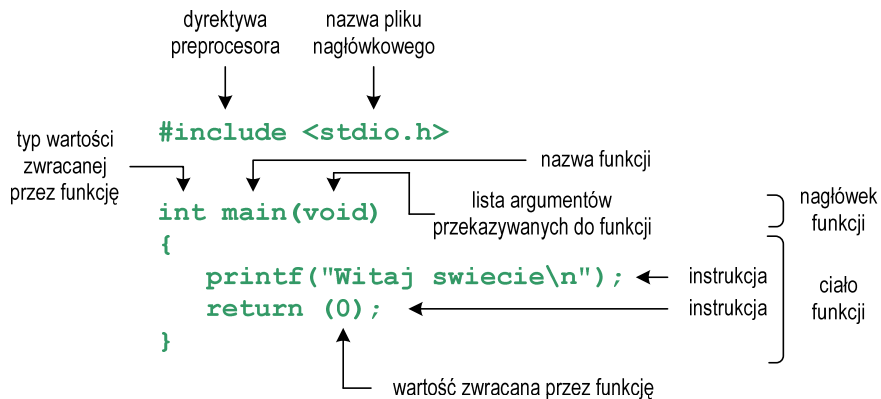 dyrektywa
preprocesora
nazwa pliku
nagłówkowego
#include <stdio.h>
typ wartości
zwracanej
przez funkcję
nazwa funkcji
int main(void)
lista argumentów
przekazywanych do funkcji
nagłówek
funkcji
{
printf("Witaj swiecie\n");
instrukcja
return (0);
instrukcja
ciało
funkcji
}
wartość zwracana przez funkcję